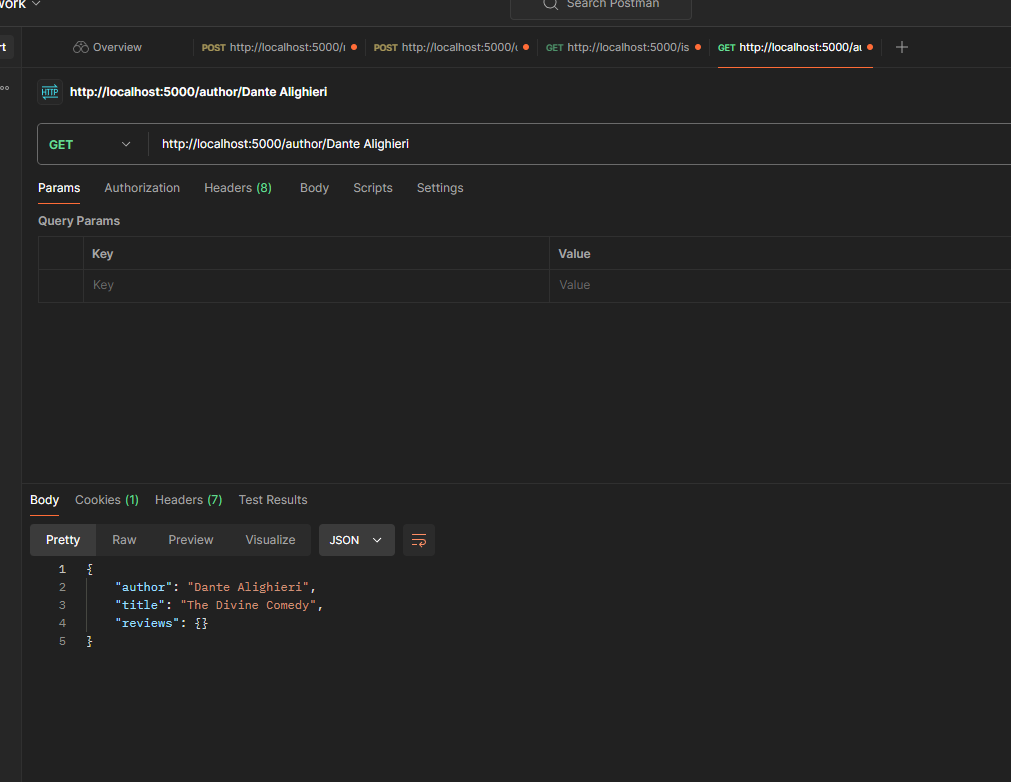 work
Search Postman
rt
Overview
POST http://localhost:5000/r
POST http://localhost:5000/
GET http://localhost:5000/is
GET http://localhost:5000/au
HTTP http://localhost:5000/author/Dante Alighieri
GET http://localhost:5000/author/Dante Alighieri
Params Authorization Headers (8) Body Scripts Settings
Query Params
Key Value
Key Value
Body Cookies (1) Headers (7) Test Results
Pretty Raw Preview Visualize JSON
1 {
2 "author": "Dante Alighieri",
3 "title": "The Divine Comedy",
4 "reviews": {}
5 }